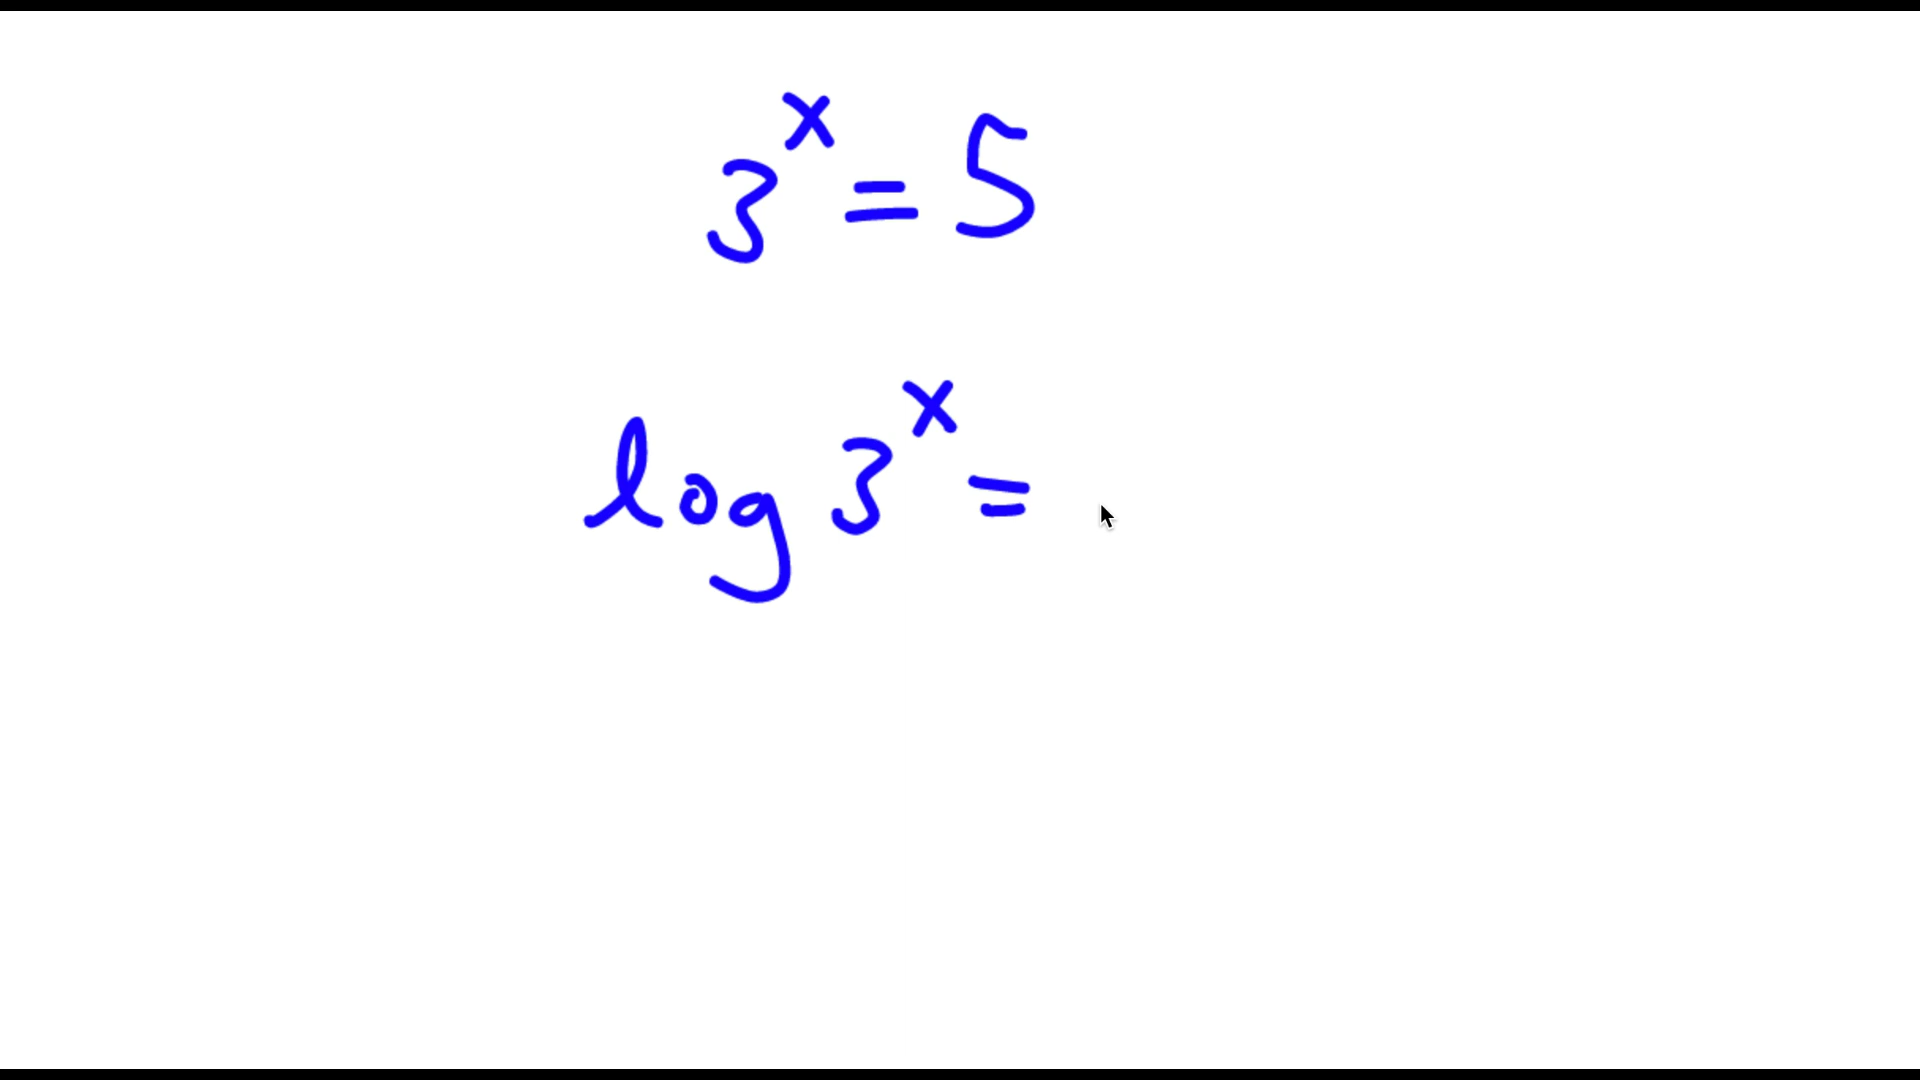 3^x = 5
log 3^x =